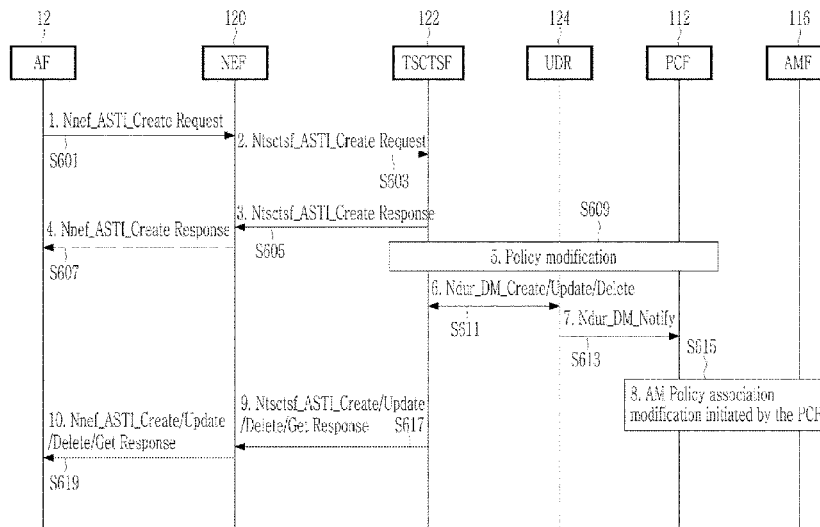 12
120
122
124
112
116
AF
NEF
TSCTSF
UDR
PCF
AMF
1. Nnef_ASTI_Create Request
S601
2. Ntsctsf_ASTI_Create Request
S603
3. Ntsctsf_ASTI_Create Response
S605
4. Nnef_ASTI_Create Response
S607
S609
5. Policy modification
6. Ndur_DM_Create/Update/Delete
S611
7. Ndur_DM_Notify
S613
S615
8. AM Policy association
modification initiated by the PCF
9. Ntsctsf_ASTI_Create/Update
/Delete/Get Response
S617
10. Nnef_ASTI_Create/Update
/Delete/Get Response
S619